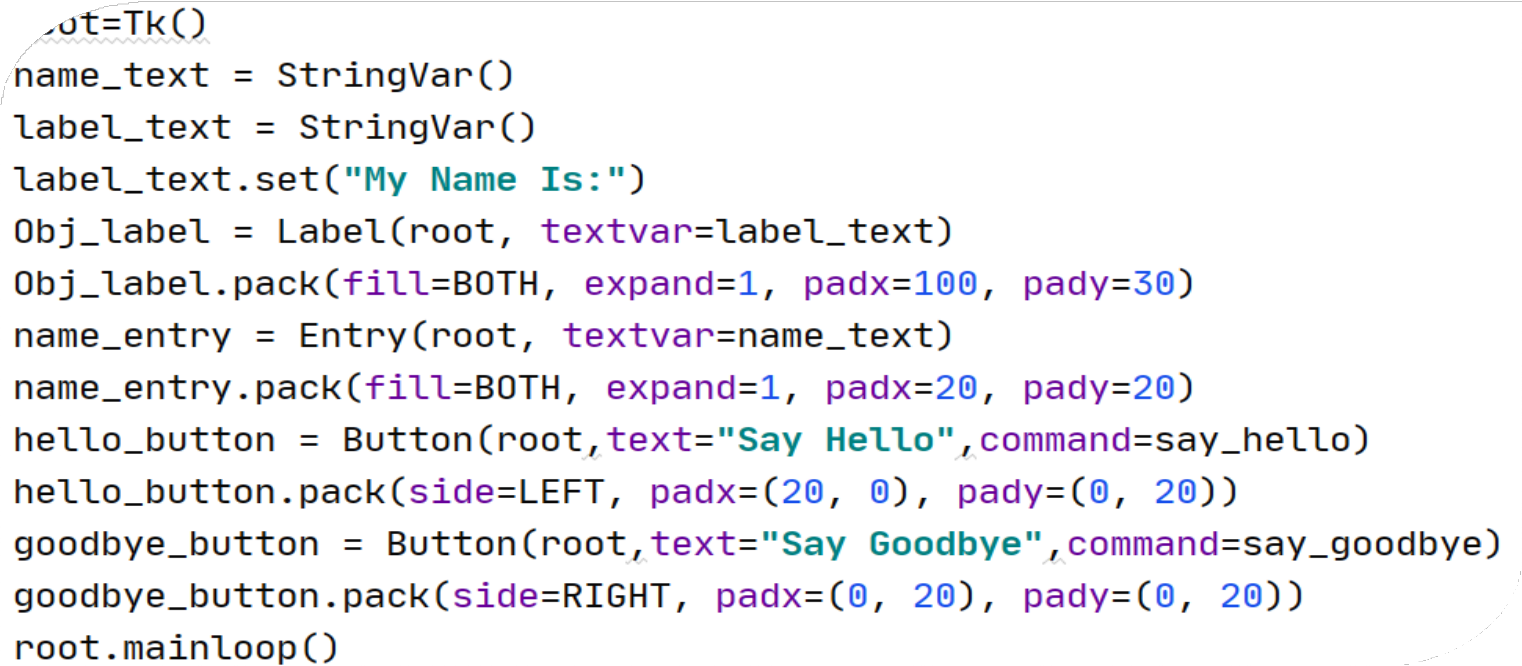 ot=Tk()
name_text = StringVar()
label_text = StringVar()
label_text.set("My Name Is:")
Obj_label = Label(root, textvar=label_text)
Obj_label.pack(fill=BOTH, expand=1, padx=100, pady=30)
name_entry = Entry(root, textvar=name_text)
name_entry.pack(fill=BOTH, expand=1, padx=20, pady=20)
hello_button = Button(root,text="Say Hello",command=say_hello)
hello_button.pack(side=LEFT, padx=(20, 0), pady=(0, 20))
goodbye_button = Button(root,text="Say Goodbye",command=say_goodbye)
goodbye_button.pack(side=RIGHT, padx=(0, 20), pady=(0, 20))
root.mainloop()